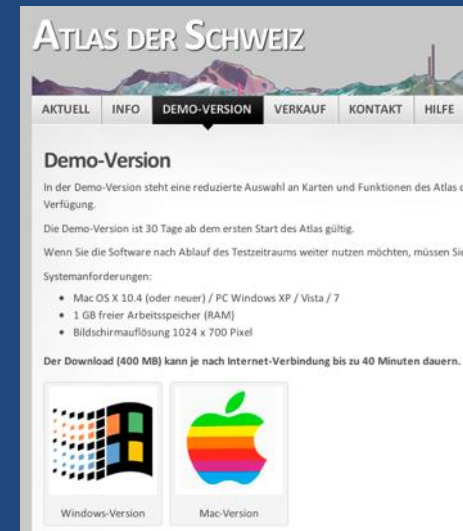 ATLAS DER SCHWEIZ
AKTUELL INFO DEMO-VERSION VERKAUF KONTAKT HILFE
Demo-Version
In der Demo-Version steht eine reduzierte Auswahl an Karten und Funktionen des Atlas
Verfügung.
Die Demo-Version ist 30 Tage ab dem ersten Start des Atlas gültig.
Wenn Sie die Software nach Ablauf des Testzeitraums weiter nutzen möchten, müssen Sie
Systemanforderungen:
• Mac OS X 10.4 (oder neuer) / PC Windows XP / Vista / 7
• 1 GB freier Arbeitsspeicher (RAM)
• Bildschirmauflösung 1024 x 700 Pixel
Der Download (400 MB) kann je nach Internet-Verbindung bis zu 40 Minuten dauern.
Windows-Version Mac-Version